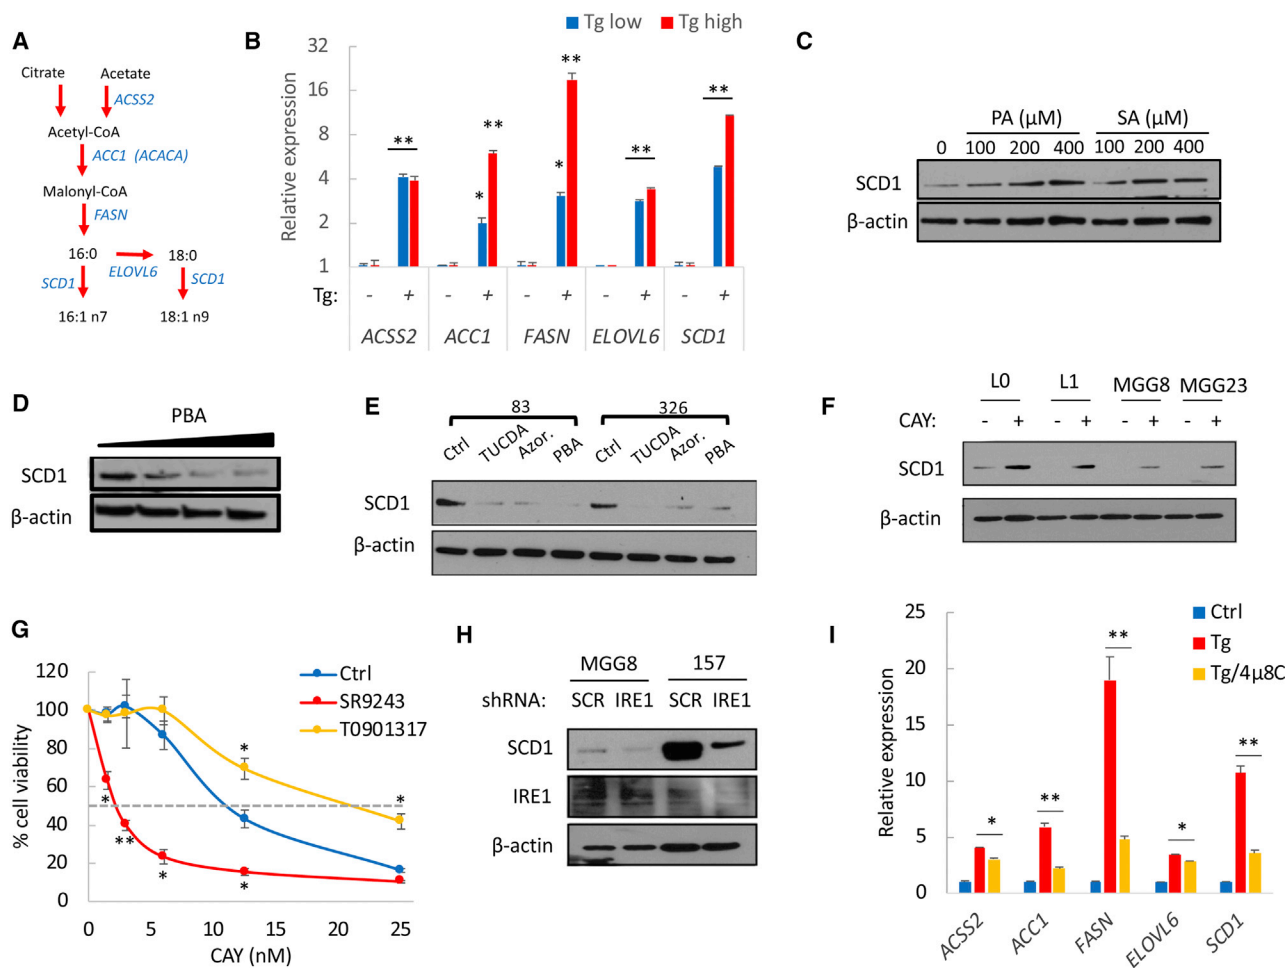 A
Citrate Acetate
ACSS2
Acetyl-CoA
ACC1 (ACACA)
Malonyl-CoA
FASN
16:0 18:0
ELOVL6
SCD1 SCD1
16:1 n7 18:1 n9
B
Tg low Tg high
Relative expression
32
16
8
4
2
1
** * ** * ** ** **
Tg: - + - + - + - + - +
ACSS2 ACC1 FASN ELOVL6 SCD1
C
PA (µM) SA (µM)
0 100 200 400 100 200 400
SCD1
β-actin
D
PBA
SCD1
β-actin
E
83 326
Ctrl TUCDA Azor. PBA Ctrl TUCDA Azor. PBA
SCD1
β-actin
F
L0 L1 MGG8 MGG23
CAY: - + - + - + - +
SCD1
β-actin
G
% cell viability
120
100
80
60
40
20
0
Ctrl
SR9243
T0901317
* ** * * * *
0 5 10 15 20 25
CAY (nM)
H
MGG8 157
shRNA: SCR IRE1 SCR IRE1
SCD1
IRE1
β-actin
I
Ctrl
Tg
Tg/4µ8C
Relative expression
25
20
15
10
5
0
* ** ** * **
ACSS2 ACC1 FASN ELOVL6 SCD1